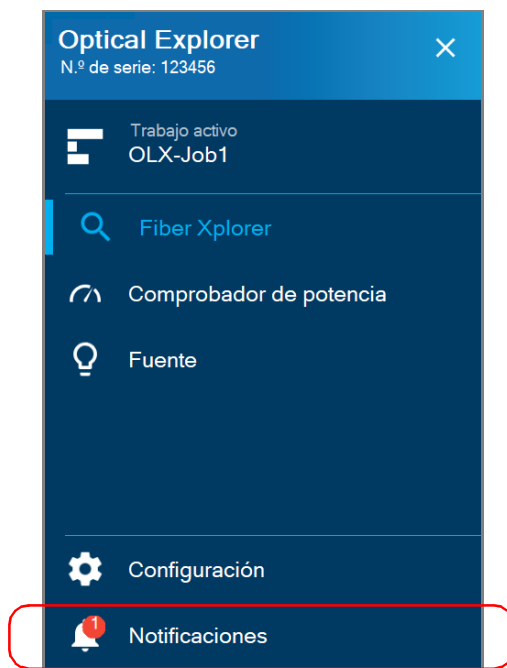 Optical Explorer
N.º de serie: 123456
Trabajo activo
OLX-Job1
Fiber Xplorer
Comprobador de potencia
Fuente
Configuración
1
Notificaciones